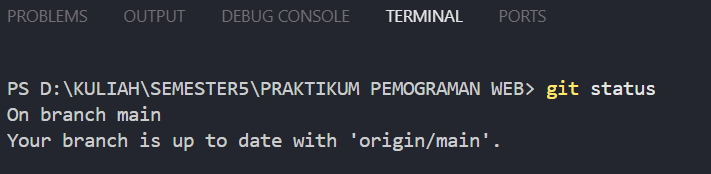 PROBLEMS OUTPUT DEBUG CONSOLE TERMINAL PORTS
PS D:\KULIAH\SEMESTER5\PRAKTIKUM PEMOGRAMAN WEB> git status
On branch main
Your branch is up to date with 'origin/main'.